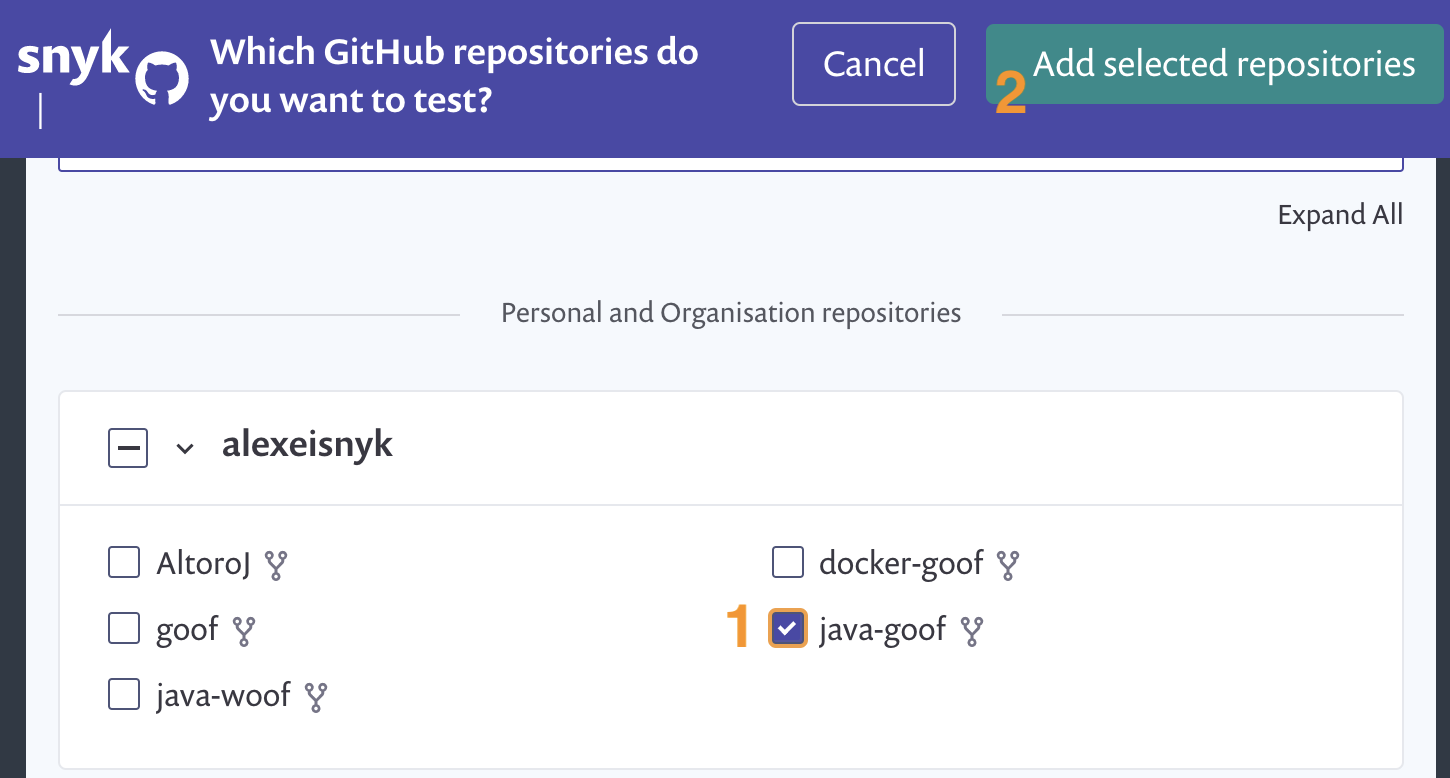 snyk
Which GitHub repositories do
you want to test?
Cancel
2
Add selected repositories
Expand All
Personal and Organisation repositories
alexeisnyk
AltoroJ
docker-goof
goof
1
java-goof
java-woof